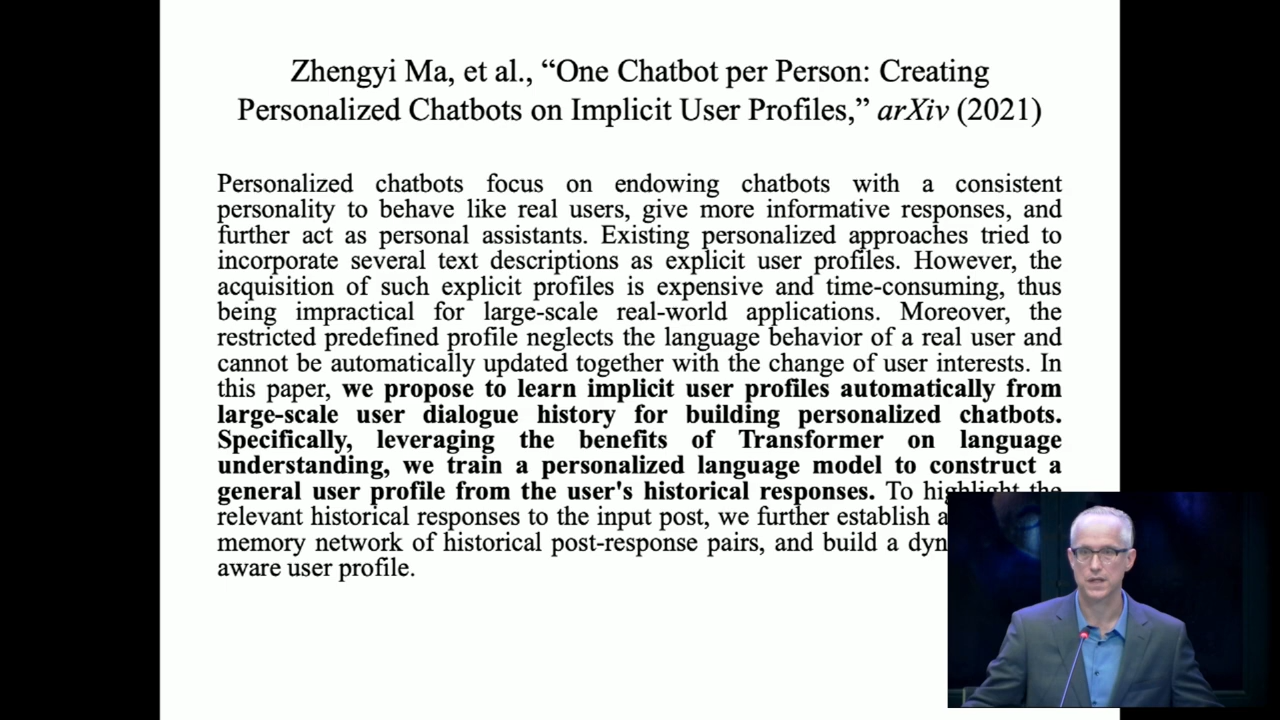 Zhengyi Ma, et al., “One Chatbot per Person: Creating
Personalized Chatbots on Implicit User Profiles,” arXiv (2021)
Personalized chatbots focus on endowing chatbots with a consistent
personality to behave like real users, give more informative responses, and
further act as personal assistants. Existing personalized approaches tried to
incorporate several text descriptions as explicit user profiles. However, the
acquisition of such explicit profiles is expensive and time-consuming, thus
being impractical for large-scale real-world applications. Moreover, the
restricted predefined profile neglects the language behavior of a real user and
cannot be automatically updated together with the change of user interests. In
this paper, we propose to learn implicit user profiles automatically from
large-scale user dialogue history for building personalized chatbots.
Specifically, leveraging the benefits of Transformer on language
understanding, we train a personalized language model to construct a
general user profile from the user's historical responses. To highlight the
relevant historical responses to the input post, we further establish a
memory network of historical post-response pairs, and build a
aware user profile.